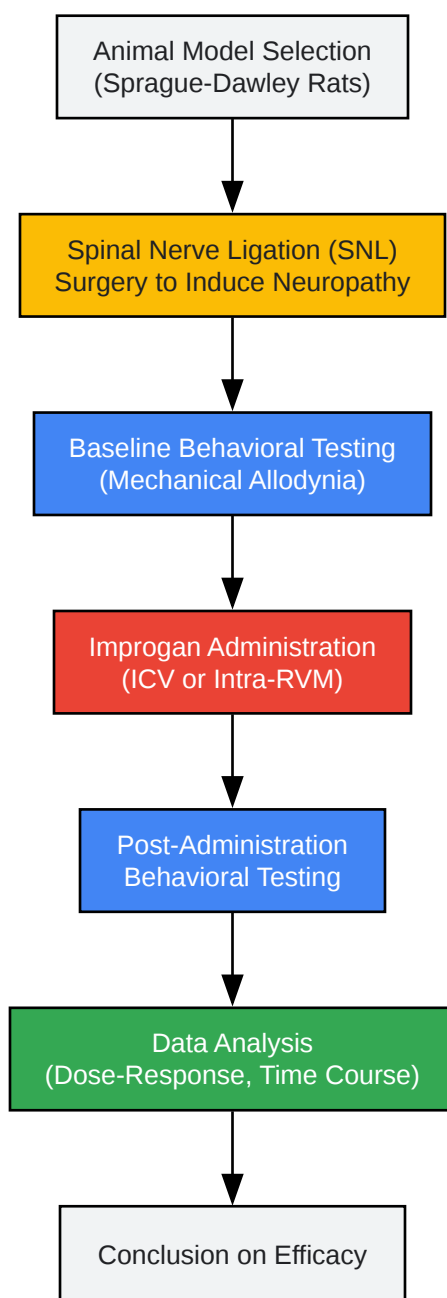 Animal Model Selection
(Sprague-Dawley Rats)
Spinal Nerve Ligation (SNL)
Surgery to Induce Neuropathy
Baseline Behavioral Testing
(Mechanical Allodynia)
Improgan Administration
(ICV or Intra-RVM)
Post-Administration
Behavioral Testing
Data Analysis
(Dose-Response, Time Course)
Conclusion on Efficacy